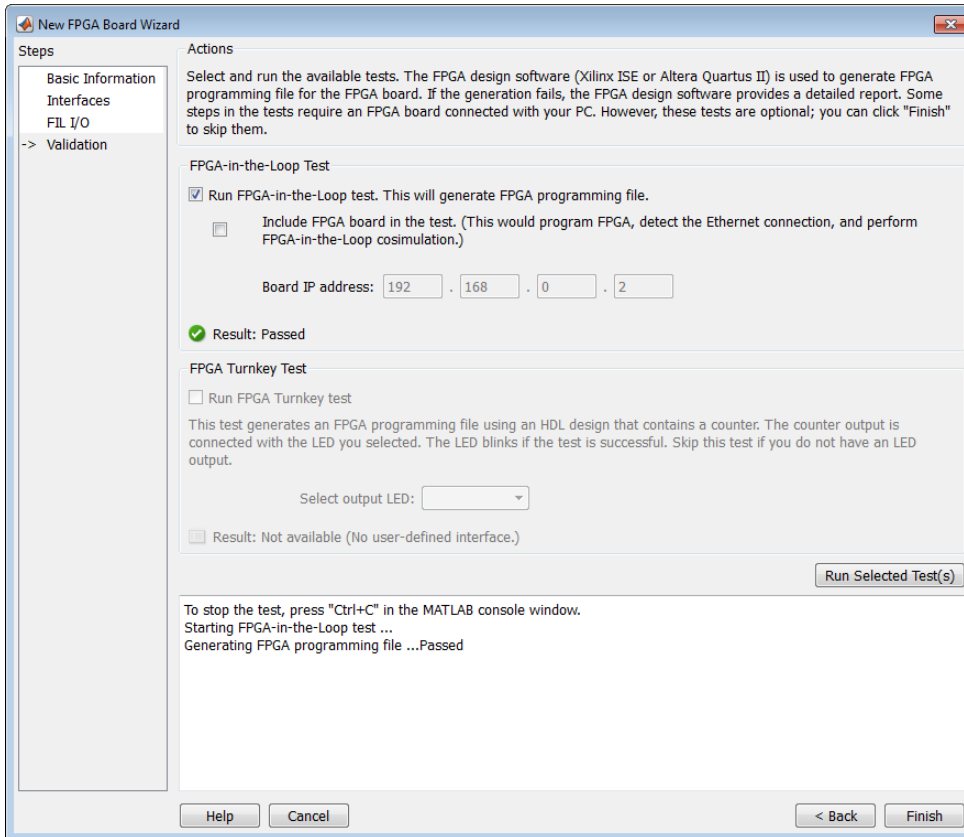 New FPGA Board Wizard
Steps
Basic Information
Interfaces
FIL I/O
-> Validation
Actions
Select and run the available tests. The FPGA design software (Xilinx ISE or Altera Quartus II) is used to generate FPGA
programming file for the FPGA board. If the generation fails, the FPGA design software provides a detailed report. Some
steps in the tests require an FPGA board connected with your PC. However, these tests are optional; you can click "Finish"
to skip them.
FPGA-in-the-Loop Test
Run FPGA-in-the-Loop test. This will generate FPGA programming file.
Include FPGA board in the test. (This would program FPGA, detect the Ethernet connection, and perform
FPGA-in-the-Loop cosimulation.)
Board IP address: 192 . 168 . 0 . 2
Result: Passed
FPGA Turnkey Test
Run FPGA Turnkey test
This test generates an FPGA programming file using an HDL design that contains a counter. The counter output is
connected with the LED you selected. The LED blinks if the test is successful. Skip this test if you do not have an LED
output.
Select output LED:
Result: Not available (No user-defined interface.)
Run Selected Test(s)
To stop the test, press "Ctrl+C" in the MATLAB console window.
Starting FPGA-in-the-Loop test ...
Generating FPGA programming file ...Passed
Help Cancel < Back Finish